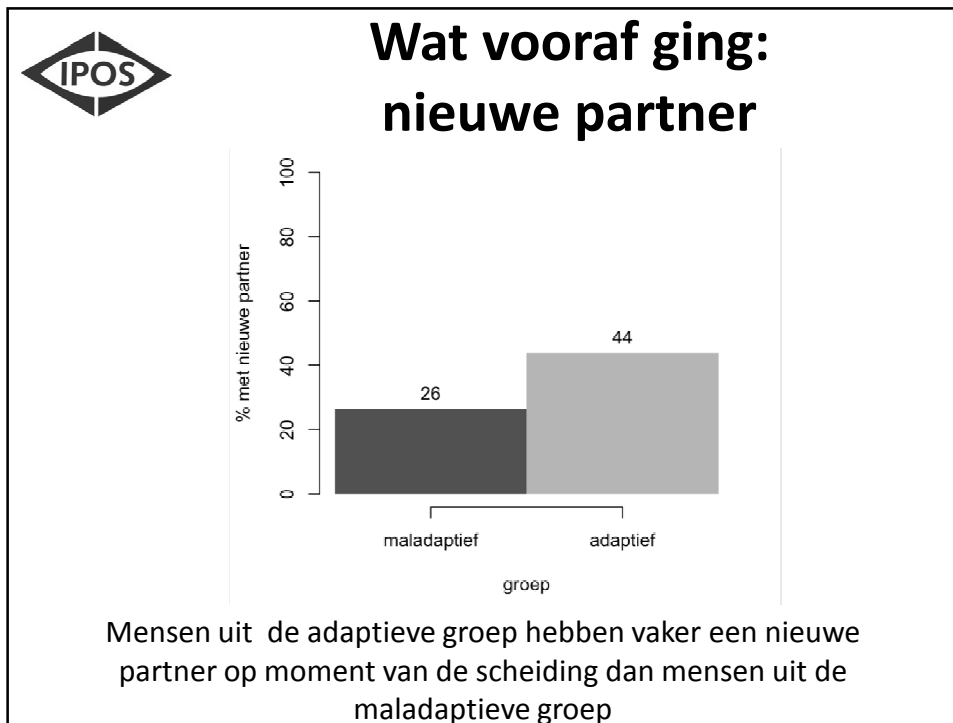 IPOS
Wat vooraf ging:
nieuwe partner
% met nieuwe partner
100
80
60
40
20
0
26
44
maladaptief
adaptief
groep
Mensen uit de adaptieve groep hebben vaker een nieuwe
partner op moment van de scheiding dan mensen uit de
maladaptieve groep